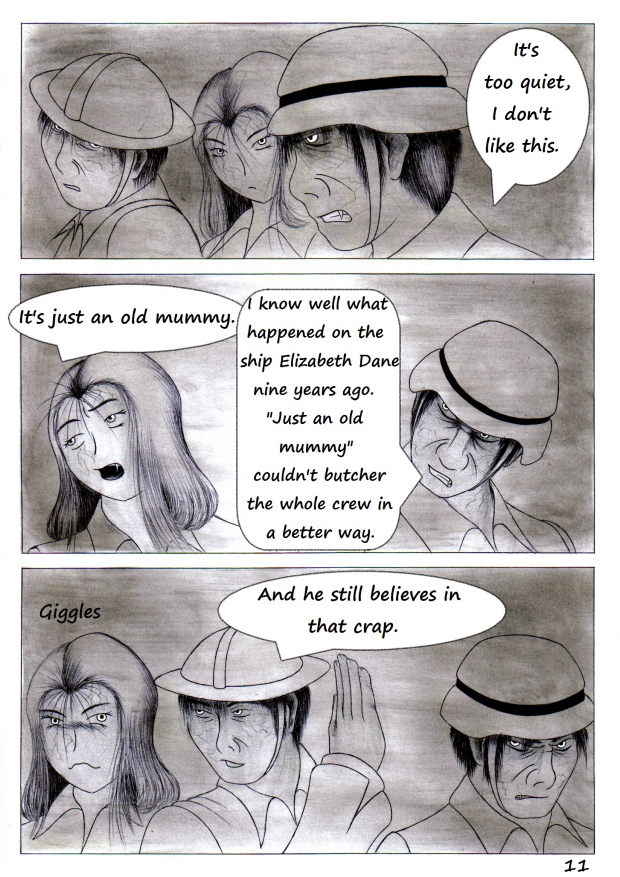 It's
too quiet,
I don't
like this.
It's just an old mummy.
I know well what
happened on the
ship Elizabeth Dane
nine years ago.
"Just an old
mummy"
couldn't butcher
the whole crew in
a better way.
Giggles
And he still believes in
that crap.
11